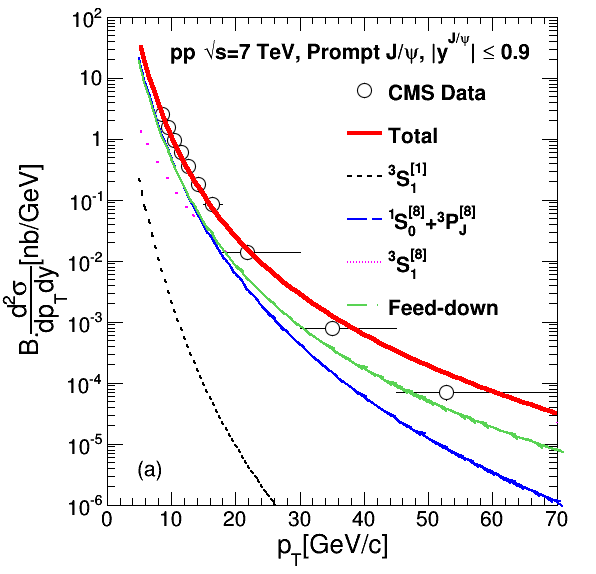 pp √s=7 TeV, Prompt J/ψ, |y^{J/ψ}| ≤ 0.9
CMS Data
Total
³S₁^{[1]}
¹S₀^{[8]}+³P_J^{[8]}
³S₁^{[8]}
Feed-down
(a)
B.d²σ/dp_Tdy[nb/GeV]
10²
10
1
10⁻¹
10⁻²
10⁻³
10⁻⁴
10⁻⁵
10⁻⁶
0 10 20 30 40 50 60 70
p_T[GeV/c]